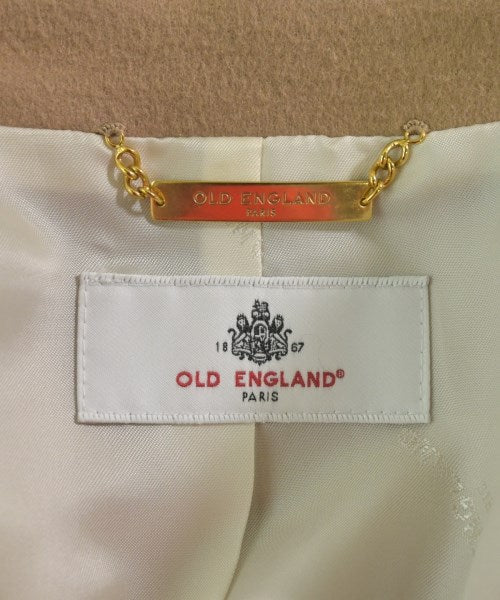 OLD ENGLAND
PARIS
18 67
OLD ENGLAND®
PARIS